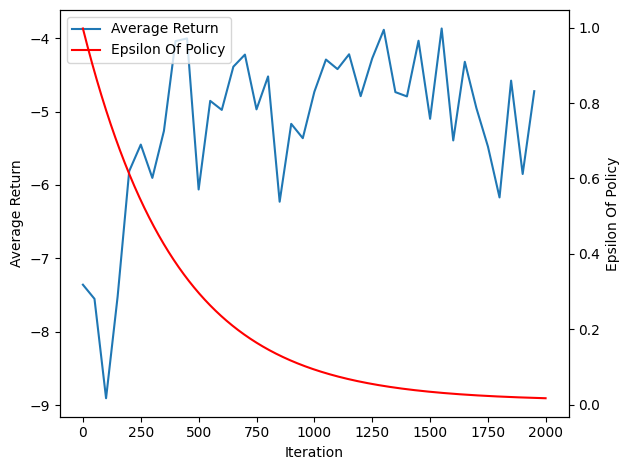 Average Return
Epsilon Of Policy
−4
−5
−6
−7
−8
−9
Average Return
1.0
0.8
0.6
0.4
0.2
0.0
Epsilon Of Policy
0 250 500 750 1000 1250 1500 1750 2000
Iteration